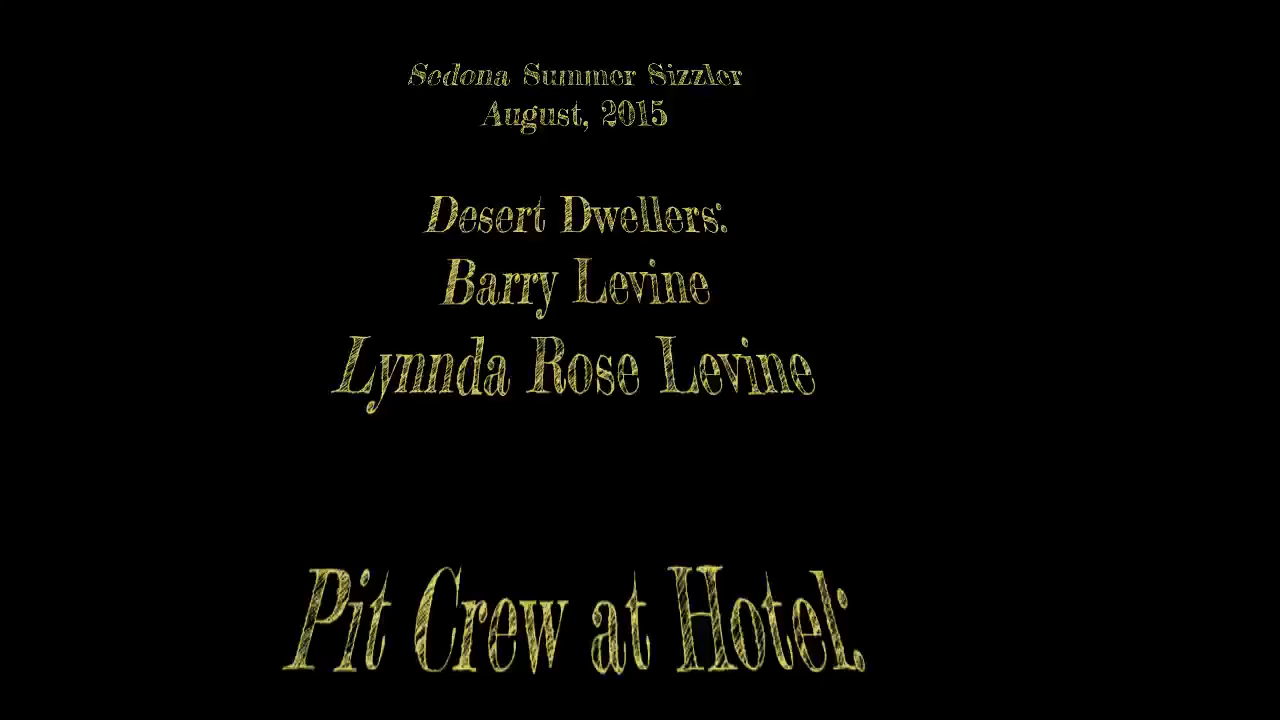 Sedona Summer Sizzler
August, 2015
Desert Dwellers:
Barry Levine
Lynnda Rose Levine
Pit Crew at Hotel: